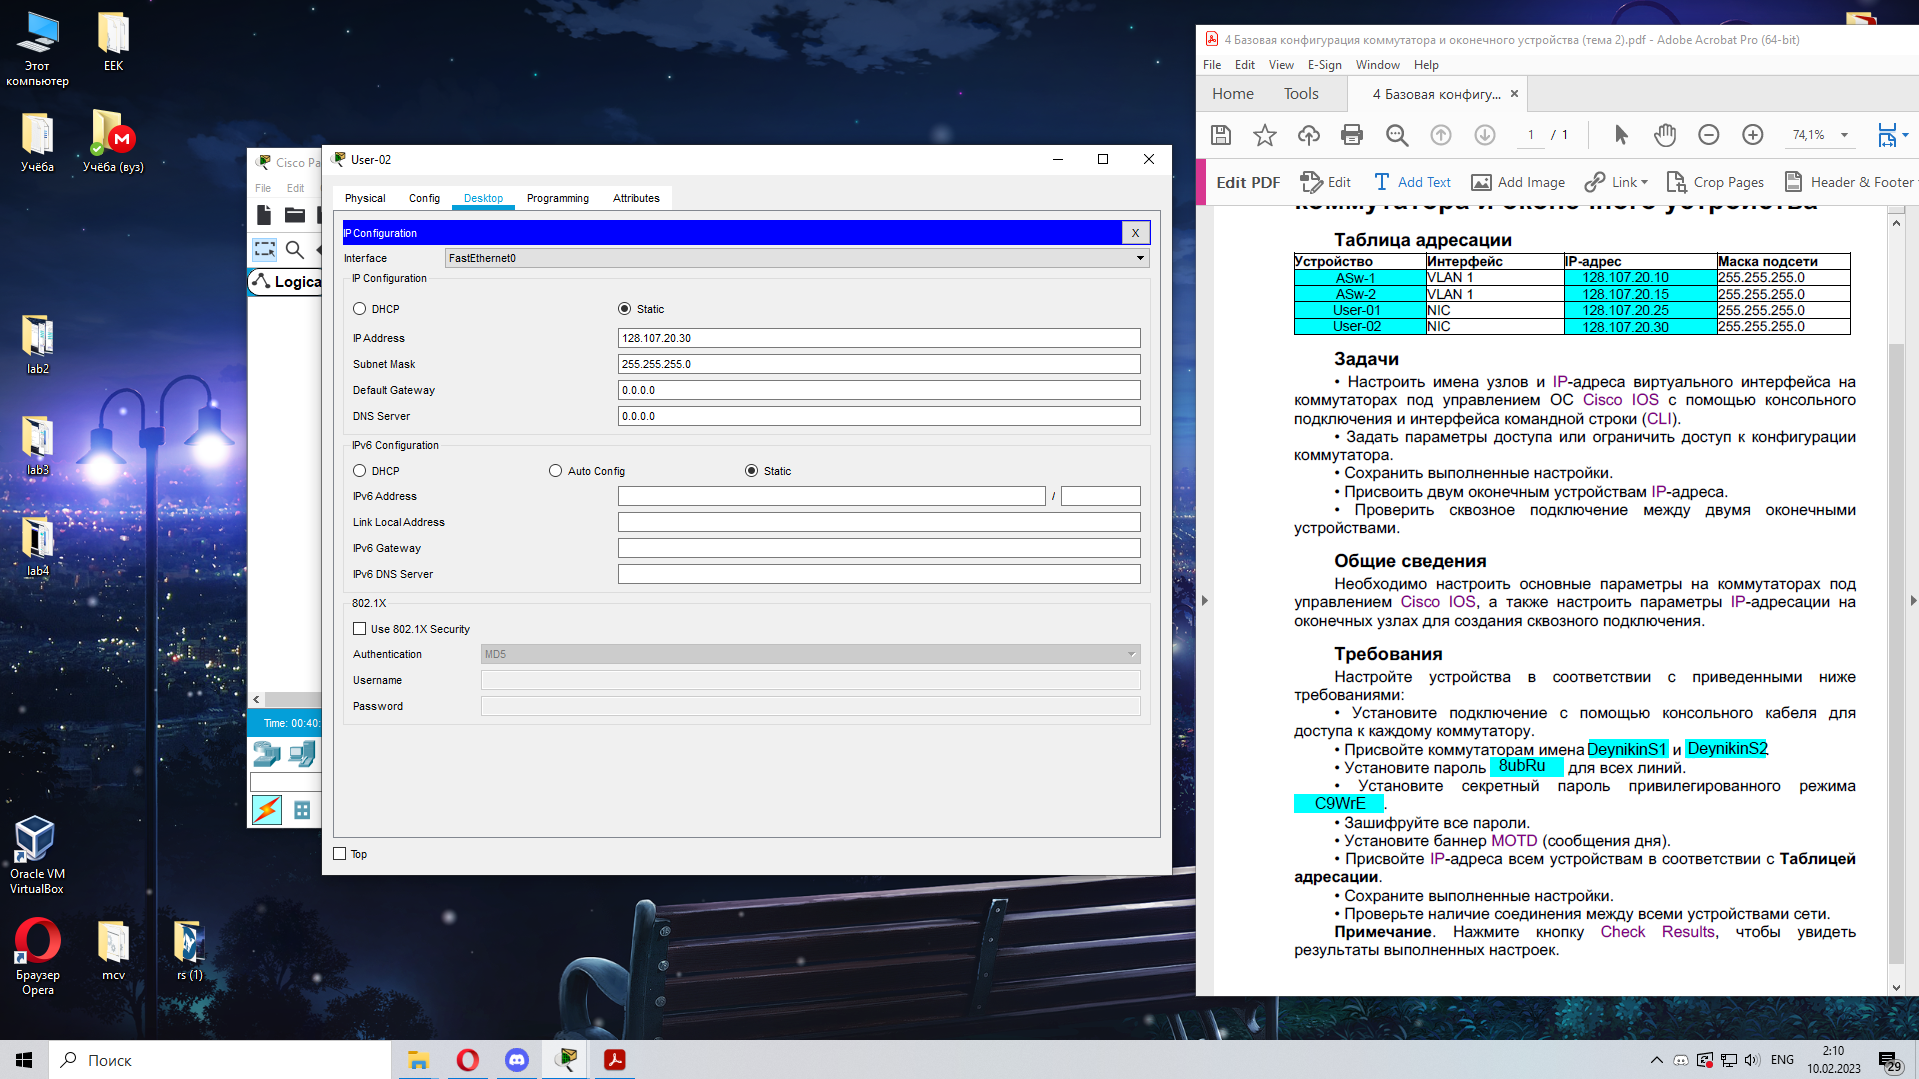 Этот компьютер
EEK
Учёба
Учёба (вуз)
lab2
lab3
lab4
Oracle VM VirtualBox
Браузер Opera
mcv
rs (1)
Cisco Pa
File Edit
Logica
Time: 00:40:
User-02
Physical Config Desktop Programming Attributes
IP Configuration X
Interface FastEthernet0
IP Configuration
DHCP Static
IP Address 128.107.20.30
Subnet Mask 255.255.255.0
Default Gateway 0.0.0.0
DNS Server 0.0.0.0
IPv6 Configuration
DHCP Auto Config Static
IPv6 Address /
Link Local Address
IPv6 Gateway
IPv6 DNS Server
802.1X
Use 802.1X Security
Authentication MD5
Username
Password
Top
4 Базовая конфигурация коммутатора и оконечного устройства (тема 2).pdf - Adobe Acrobat Pro (64-bit)
File Edit View E-Sign Window Help
Home Tools 4 Базовая конфигу... ×
1 / 1 74,1%
Edit PDF Edit Add Text Add Image Link Crop Pages Header & Footer
коммутатора и оконечного устройства
Таблица адресации
Устройство Интерфейс IP-адрес Маска подсети
ASw-1 VLAN 1 128.107.20.10 255.255.255.0
ASw-2 VLAN 1 128.107.20.15 255.255.255.0
User-01 NIC 128.107.20.25 255.255.255.0
User-02 NIC 128.107.20.30 255.255.255.0
Задачи
• Настроить имена узлов и IP-адреса виртуального интерфейса на
коммутаторах под управлением ОС Cisco IOS с помощью консольного
подключения и интерфейса командной строки (CLI).
• Задать параметры доступа или ограничить доступ к конфигурации
коммутатора.
• Сохранить выполненные настройки.
• Присвоить двум оконечным устройствам IP-адреса.
• Проверить сквозное подключение между двумя оконечными
устройствами.
Общие сведения
Необходимо настроить основные параметры на коммутаторах под
управлением Cisco IOS, а также настроить параметры IP-адресации на
оконечных узлах для создания сквозного подключения.
Требования
Настройте устройства в соответствии с приведенными ниже
требованиями:
• Установите подключение с помощью консольного кабеля для
доступа к каждому коммутатору.
• Присвойте коммутаторам имена DeynikinS1 и DeynikinS2.
• Установите пароль 8ubRu для всех линий.
• Установите секретный пароль привилегированного режима
C9WrE.
• Зашифруйте все пароли.
• Установите баннер MOTD (сообщения дня).
• Присвойте IP-адреса всем устройствам в соответствии с Таблицей
адресации.
• Сохраните выполненные настройки.
• Проверьте наличие соединения между всеми устройствами сети.
Примечание. Нажмите кнопку Check Results, чтобы увидеть
результаты выполненных настроек.
Поиск
ENG
2:10
10.02.2023
29